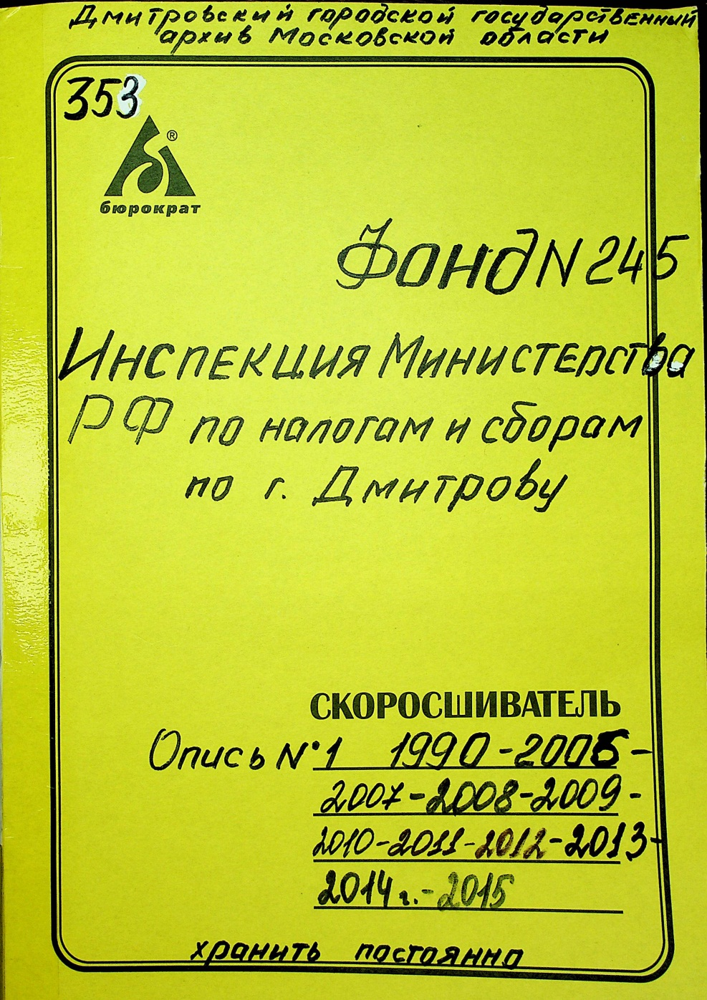 Дмитровский городской государственный
архив Московской области
353
®
бюрократ
Фонд N 245
Инспекция Министерства
РФ по налогам и сборам
по г. Дмитрову
СКОРОСШИВАТЕЛЬ
Опись N°1 1990-2006-
2007-2008-2009-
2010-2011-2012-2013-
2014 г.-2015
хранить постоянно